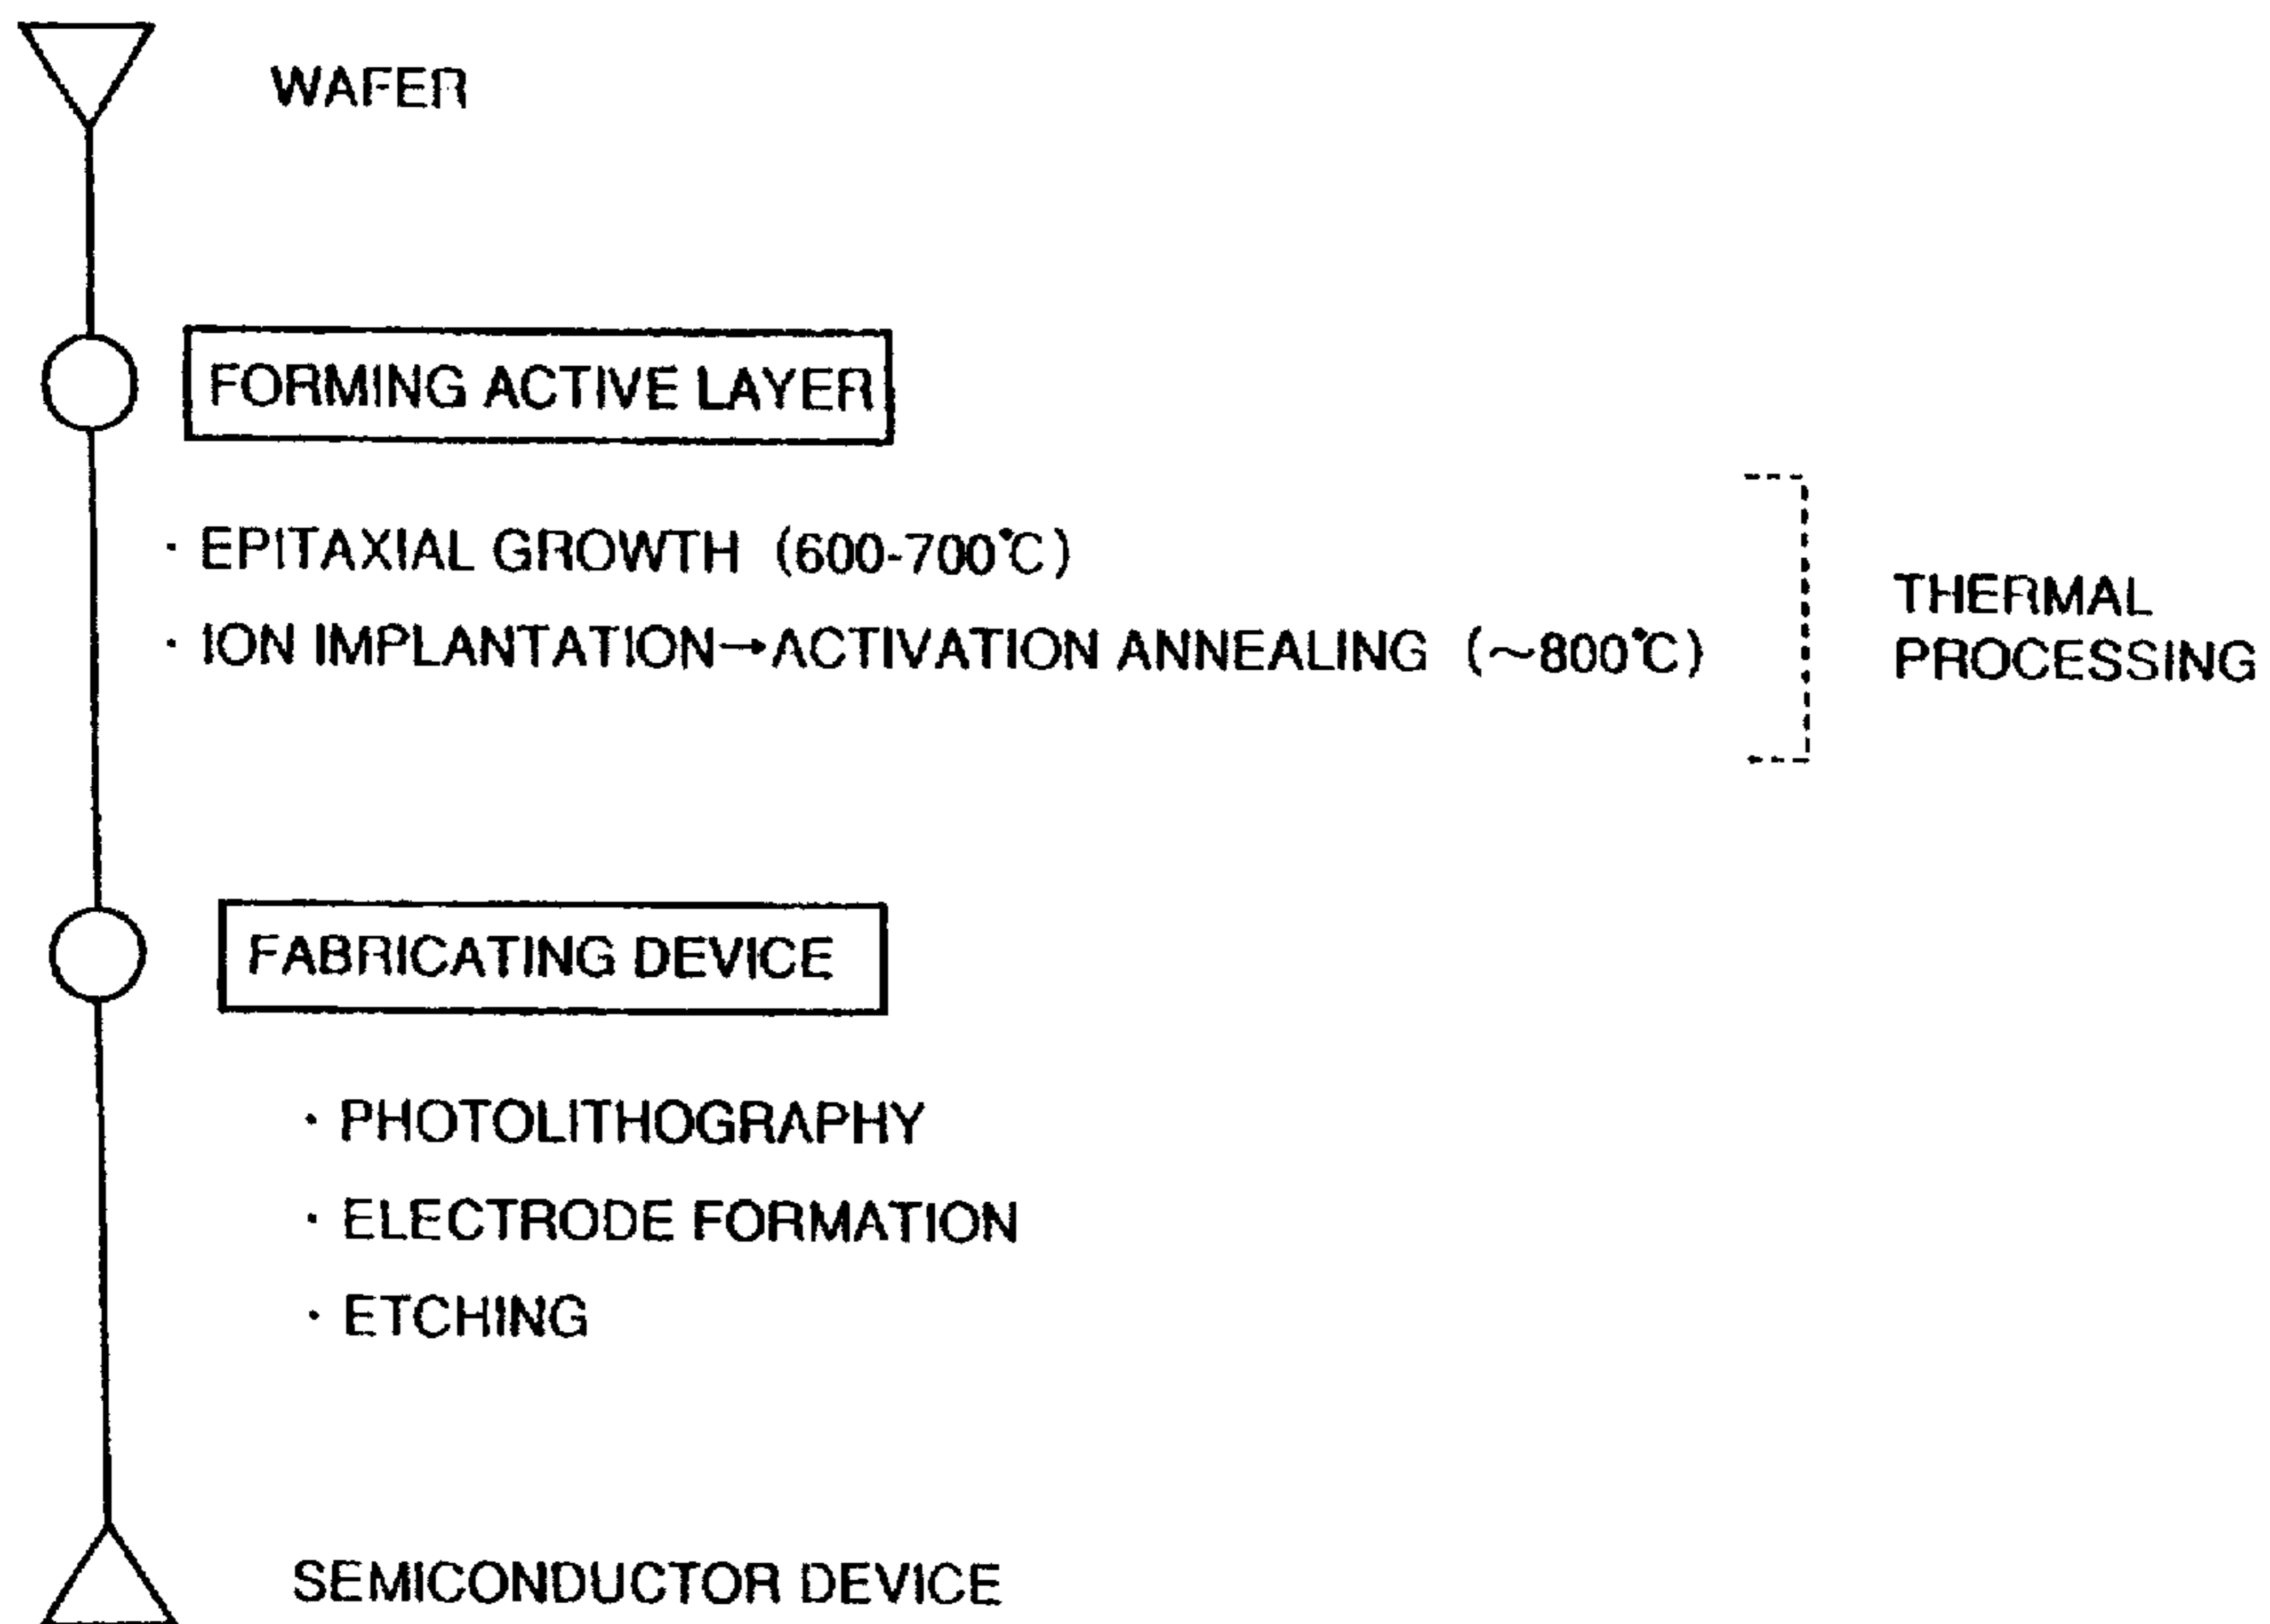 WAFER
FORMING ACTIVE LAYER
· EPITAXIAL GROWTH (600-700℃)
· ION IMPLANTATION→ACTIVATION ANNEALING (~800℃)
THERMAL
PROCESSING
FABRICATING DEVICE
· PHOTOLITHOGRAPHY
· ELECTRODE FORMATION
· ETCHING
SEMICONDUCTOR DEVICE